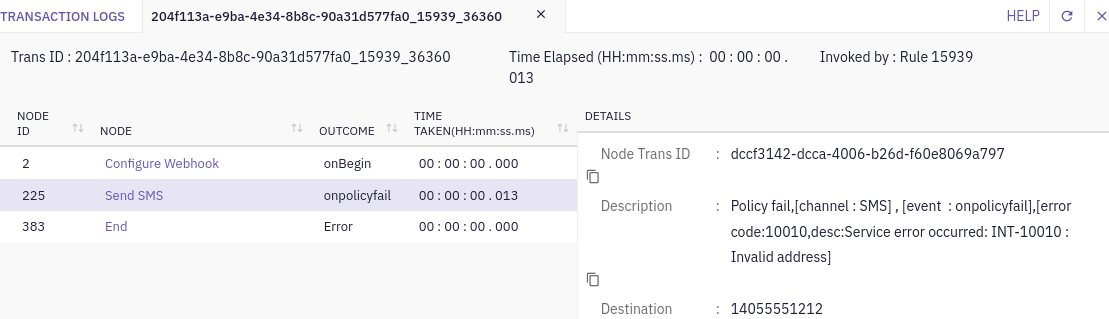 TRANSACTION LOGS
204f113a-e9ba-4e34-8b8c-90a31d577fa0_15939_36360 ×
HELP
Trans ID : 204f113a-e9ba-4e34-8b8c-90a31d577fa0_15939_36360
Time Elapsed (HH:mm:ss.ms) : 00 : 00 : 00 .
013
Invoked by : Rule 15939
NODE
ID
NODE
OUTCOME
TIME
TAKEN(HH:mm:ss.ms)
2 Configure Webhook onBegin 00 : 00 : 00 . 000
225 Send SMS onpolicyfail 00 : 00 : 00 . 013
383 End Error 00 : 00 : 00 . 000
DETAILS
Node Trans ID : dccf3142-dcca-4006-b26d-f60e8069a797
Description : Policy fail,[channel : SMS] , [event : onpolicyfail],[error
code:10010,desc:Service error occurred: INT-10010 :
Invalid address]
Destination : 14055551212